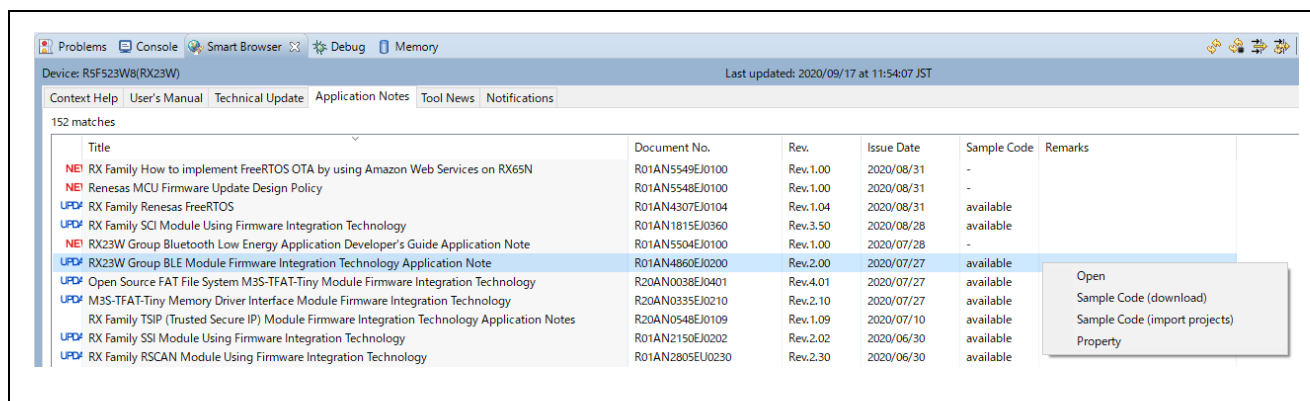 Problems Console Smart Browser Debug Memory
Device: R5F523W8(RX23W) Last updated: 2020/09/17 at 11:54:07 JST
Context Help User's Manual Technical Update Application Notes Tool News Notifications
152 matches
Title Document No. Rev. Issue Date Sample Code Remarks
NE RX Family How to implement FreeRTOS OTA by using Amazon Web Services on RX65N R01AN5549EJ0100 Rev.1.00 2020/08/31 -
NE Renesas MCU Firmware Update Design Policy R01AN5548EJ0100 Rev.1.00 2020/08/31 -
UPD RX Family Renesas FreeRTOS R01AN4307EJ0104 Rev.1.04 2020/08/31 available
UPD RX Family SCI Module Using Firmware Integration Technology R01AN1815EJ0360 Rev.3.50 2020/08/28 available
NE RX23W Group Bluetooth Low Energy Application Developer's Guide Application Note R01AN5504EJ0100 Rev.1.00 2020/07/28 -
UPD RX23W Group BLE Module Firmware Integration Technology Application Note R01AN4860EJ0200 Rev.2.00 2020/07/27 available
Open
UPD Open Source FAT File System M3S-TFAT-Tiny Module Firmware Integration Technology R20AN0038EJ0401 Rev.4.01 2020/07/27 available
Sample Code (download)
UPD M3S-TFAT-Tiny Memory Driver Interface Module Firmware Integration Technology R20AN0335EJ0210 Rev.2.10 2020/07/27 available
Sample Code (import projects)
RX Family TSIP (Trusted Secure IP) Module Firmware Integration Technology Application Notes R20AN0548EJ0109 Rev.1.09 2020/07/10 available
Property
UPD RX Family SSI Module Using Firmware Integration Technology R01AN2150EJ0202 Rev.2.02 2020/06/30 available
UPD RX Family RSCAN Module Using Firmware Integration Technology R01AN2805EU0230 Rev.2.30 2020/06/30 available